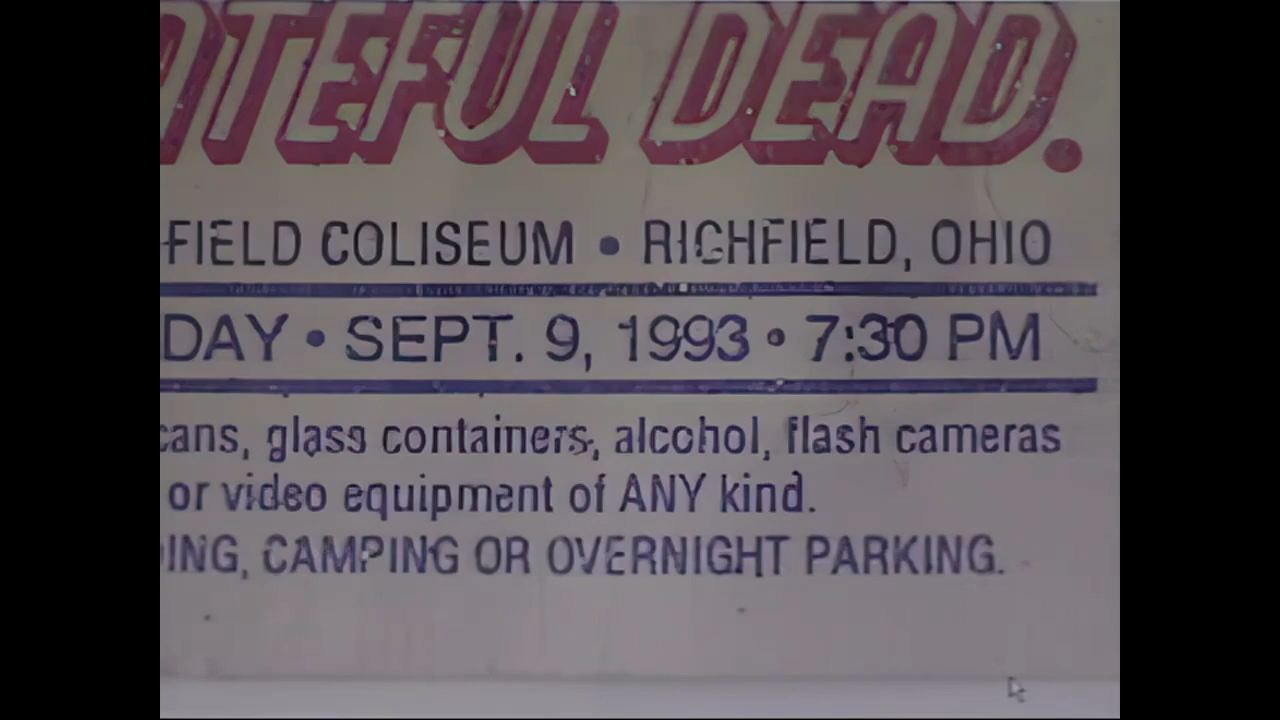 ATEFUL DEAD.
FIELD COLISEUM • RICHFIELD, OHIO
DAY • SEPT. 9, 1993 • 7:30 PM
cans, glass containers, alcohol, flash cameras
or video equipment of ANY kind.
ING, CAMPING OR OVERNIGHT PARKING.